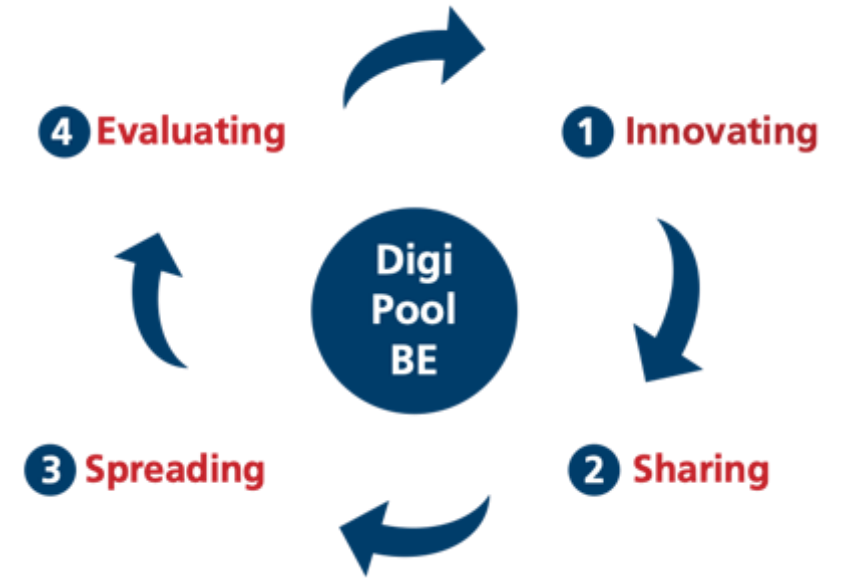 4 Evaluating
1 Innovating
Digi
Pool
BE
3 Spreading
2 Sharing